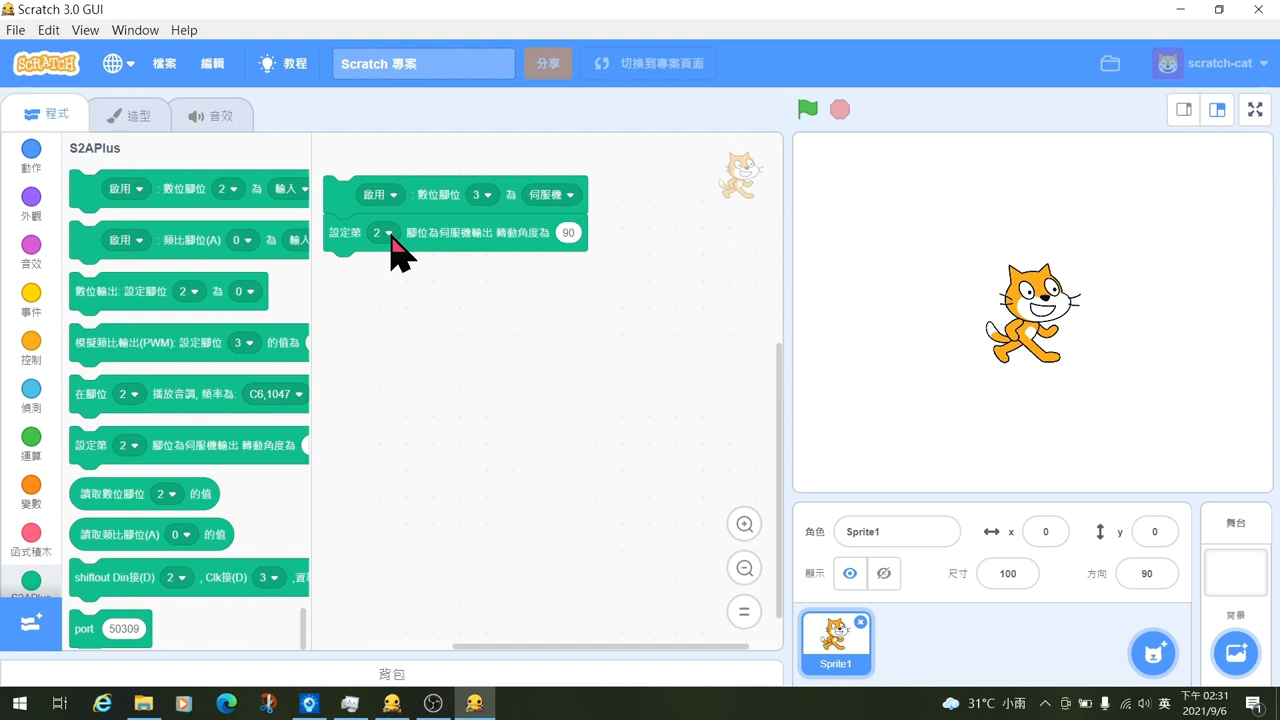 Scratch 3.0 GUI
File Edit View Window Help
SCRATCH 檔案 編輯 教程 Scratch 專案 分享 切換到專案頁面 scratch-cat
程式 造型 音效
動作
外觀
音效
事件
控制
偵測
運算
變數
函式積木
S2APlus
S2APlus
啟用 : 數位腳位 2 為 輸入
啟用 : 類比腳位(A) 0 為 輸入
數位輸出: 設定腳位 2 為 0
模擬類比輸出(PWM): 設定腳位 3 的值為
在腳位 2 播放音調, 頻率為: C6,1047
設定第 2 腳位為伺服機輸出 轉動角度為
讀取數位腳位 2 的值
讀取類比腳位(A) 0 的值
shiftout Din接(D) 2 , Clk接(D) 3
port 50309
啟用 : 數位腳位 3 為 伺服機
設定第 2 腳位為伺服機輸出 轉動角度為 90
背包
角色 Sprite1 x 0 y 0
顯示 尺寸 100 方向 90
Sprite1
舞台
背景
31°C 小雨 英 下午 02:31
2021/9/6 1